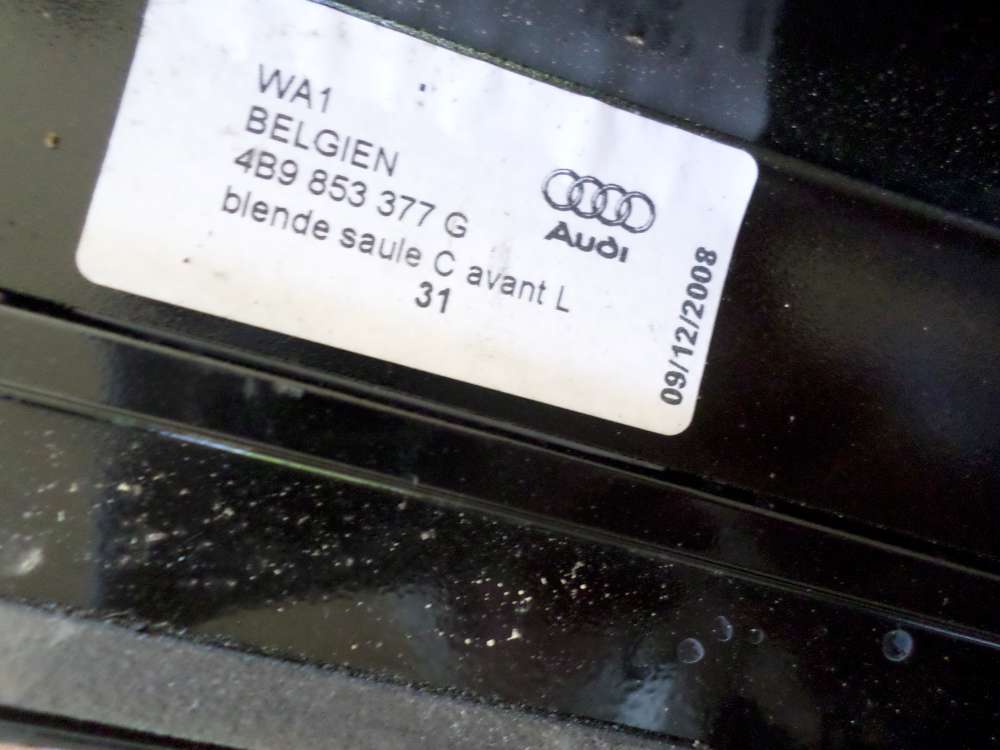 WA1
BELGIEN
4B9 853 377 G
blende saule C avant L
31
Audi
09/12/2008